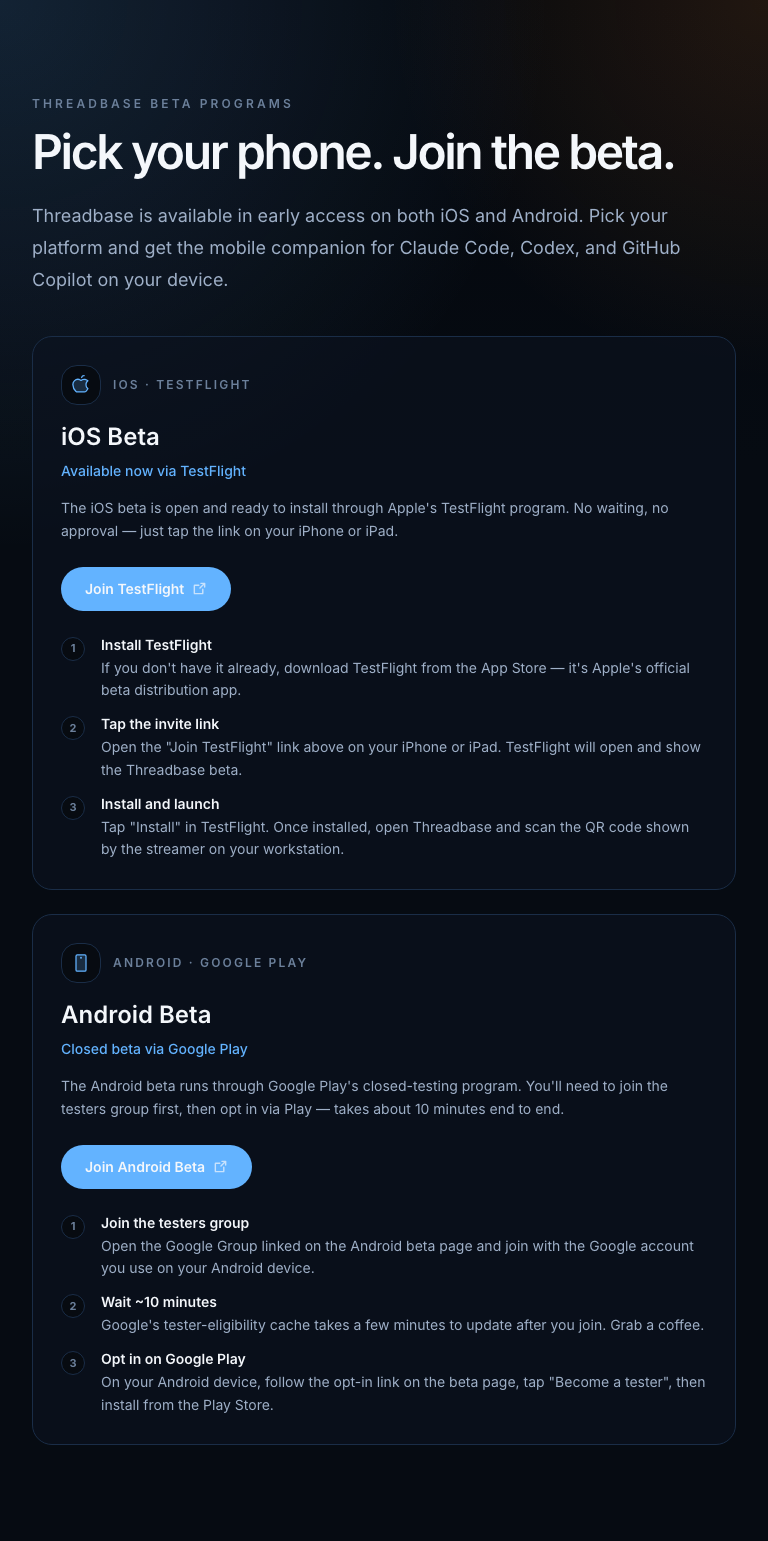 THREADBASE BETA PROGRAMS
Pick your phone. Join the beta.
Threadbase is available in early access on both iOS and Android. Pick your
platform and get the mobile companion for Claude Code, Codex, and GitHub
Copilot on your device.
IOS · TESTFLIGHT
iOS Beta
Available now via TestFlight
The iOS beta is open and ready to install through Apple's TestFlight program. No waiting, no
approval — just tap the link on your iPhone or iPad.
Join TestFlight
1
Install TestFlight
If you don't have it already, download TestFlight from the App Store — it's Apple's official
beta distribution app.
2
Tap the invite link
Open the "Join TestFlight" link above on your iPhone or iPad. TestFlight will open and show
the Threadbase beta.
3
Install and launch
Tap "Install" in TestFlight. Once installed, open Threadbase and scan the QR code shown
by the streamer on your workstation.
ANDROID · GOOGLE PLAY
Android Beta
Closed beta via Google Play
The Android beta runs through Google Play's closed-testing program. You'll need to join the
testers group first, then opt in via Play — takes about 10 minutes end to end.
Join Android Beta
1
Join the testers group
Open the Google Group linked on the Android beta page and join with the Google account
you use on your Android device.
2
Wait ~10 minutes
Google's tester-eligibility cache takes a few minutes to update after you join. Grab a coffee.
3
Opt in on Google Play
On your Android device, follow the opt-in link on the beta page, tap "Become a tester", then
install from the Play Store.